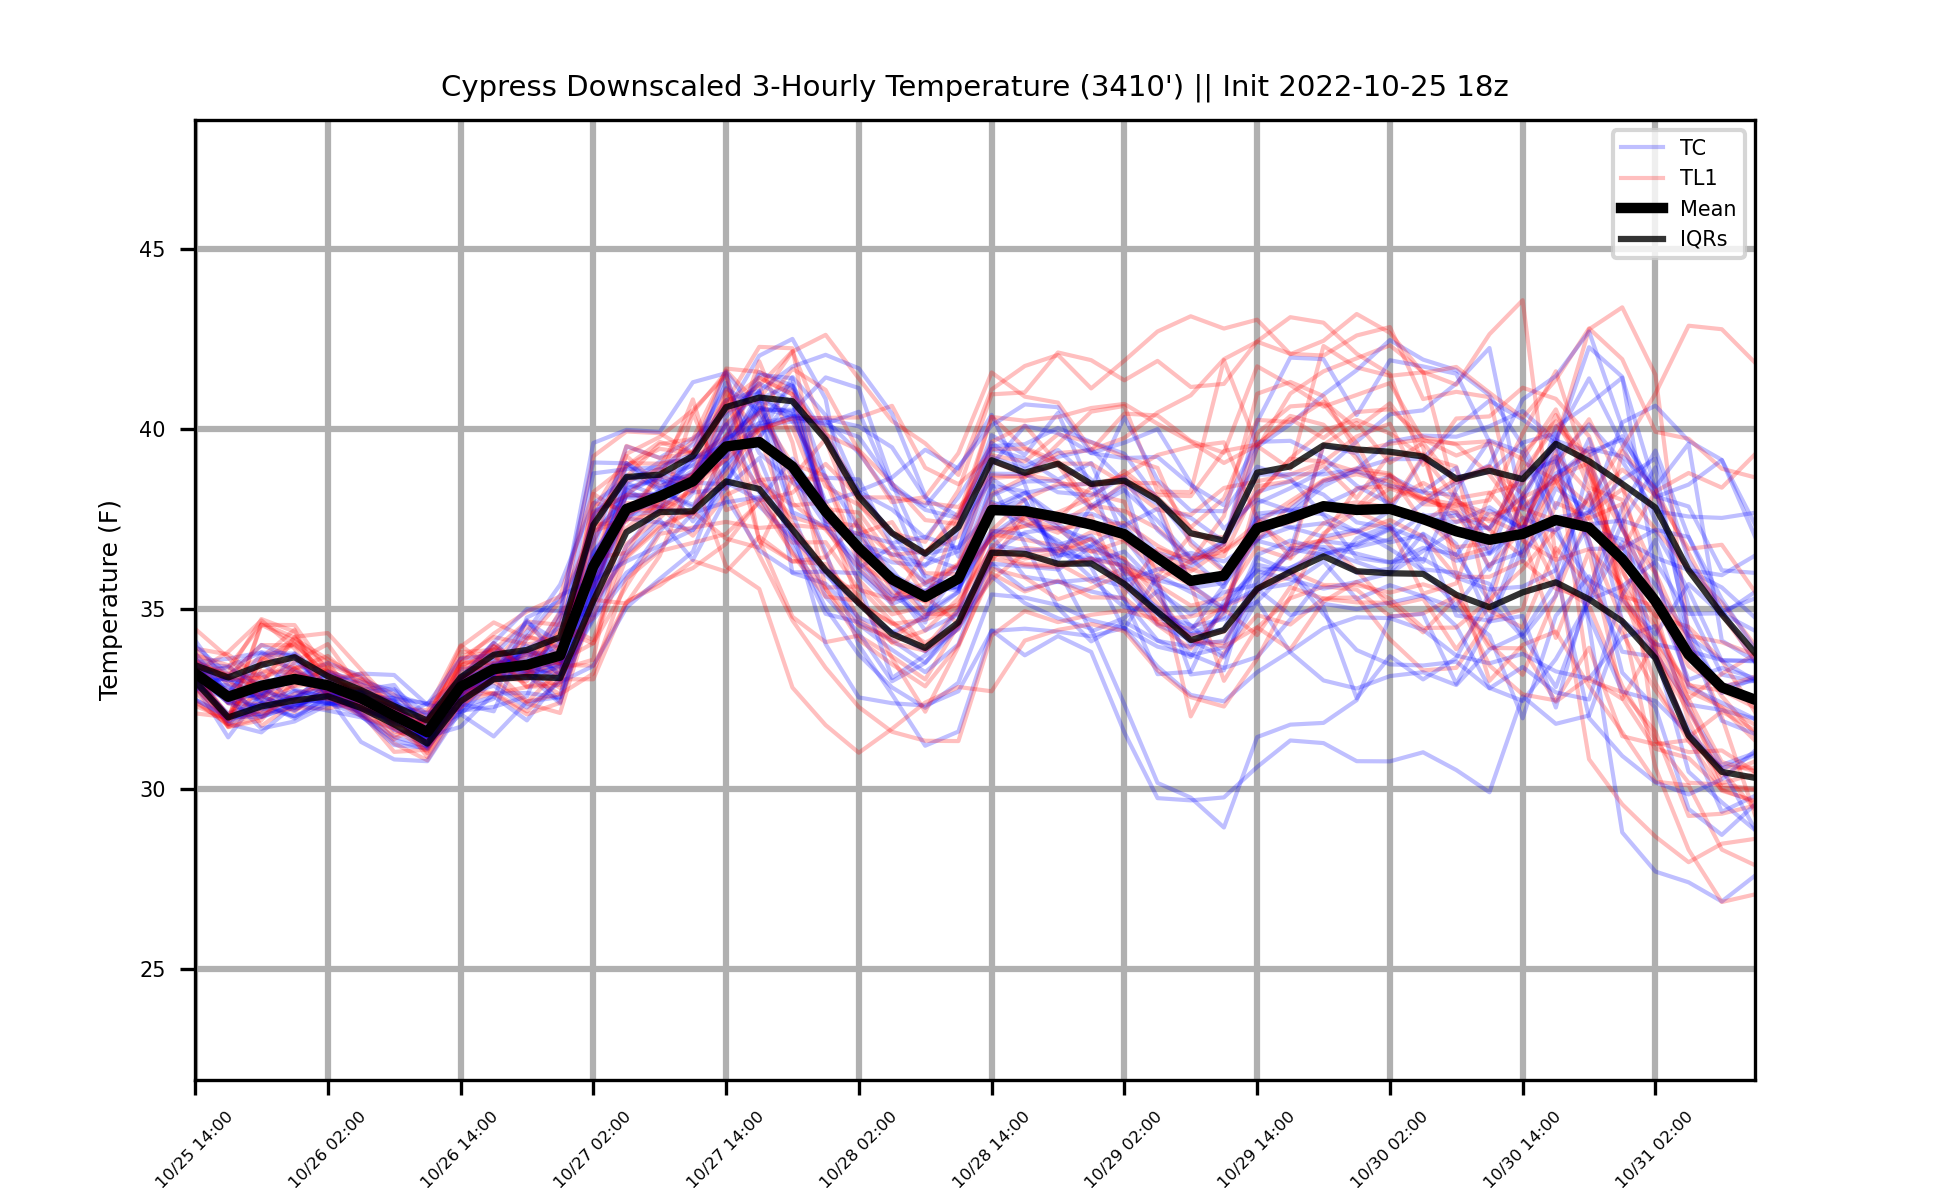 Cypress Downscaled 3-Hourly Temperature (3410') || Init 2022-10-25 18z
TC
TL1
Mean
IQRs
Temperature (F)
45
40
35
30
25
10/25 14:00
10/26 02:00
10/26 14:00
10/27 02:00
10/27 14:00
10/28 02:00
10/28 14:00
10/29 02:00
10/29 14:00
10/30 02:00
10/30 14:00
10/31 02:00